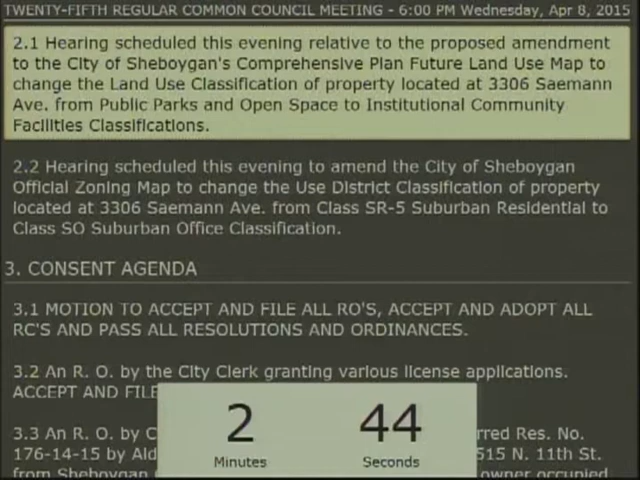 TWENTY-FIFTH REGULAR COMMON COUNCIL MEETING - 6:00 PM Wednesday, Apr 8, 2015
2.1 Hearing scheduled this evening relative to the proposed amendment
to the City of Sheboygan's Comprehensive Plan Future Land Use Map to
change the Land Use Classification of property located at 3306 Saemann
Ave. from Public Parks and Open Space to Institutional Community
Facilities Classifications.
2.2 Hearing scheduled this evening to amend the City of Sheboygan
Official Zoning Map to change the Use District Classification of property
located at 3306 Saemann Ave. from Class SR-5 Suburban Residential to
Class SO Suburban Office Classification.
3. CONSENT AGENDA
3.1 MOTION TO ACCEPT AND FILE ALL RO'S, ACCEPT AND ADOPT ALL
RC'S AND PASS ALL RESOLUTIONS AND ORDINANCES.
3.2 An R. O. by the City Clerk granting various license applications.
ACCEPT AND FILE
3.3 An R. O. by C rred Res. No.
176-14-15 by Ald 515 N. 11th St.
from Sheboygan owner occupied
2 44
Minutes Seconds